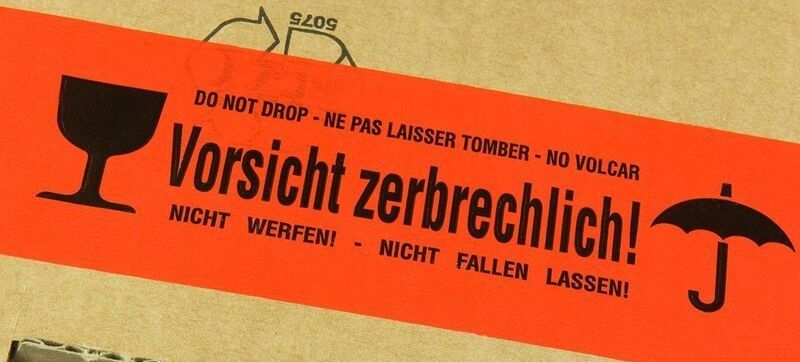 5075
DO NOT DROP - NE PAS LAISSER TOMBER - NO VOLCAR
Vorsicht zerbrechlich!
NICHT WERFEN! - NICHT FALLEN LASSEN!